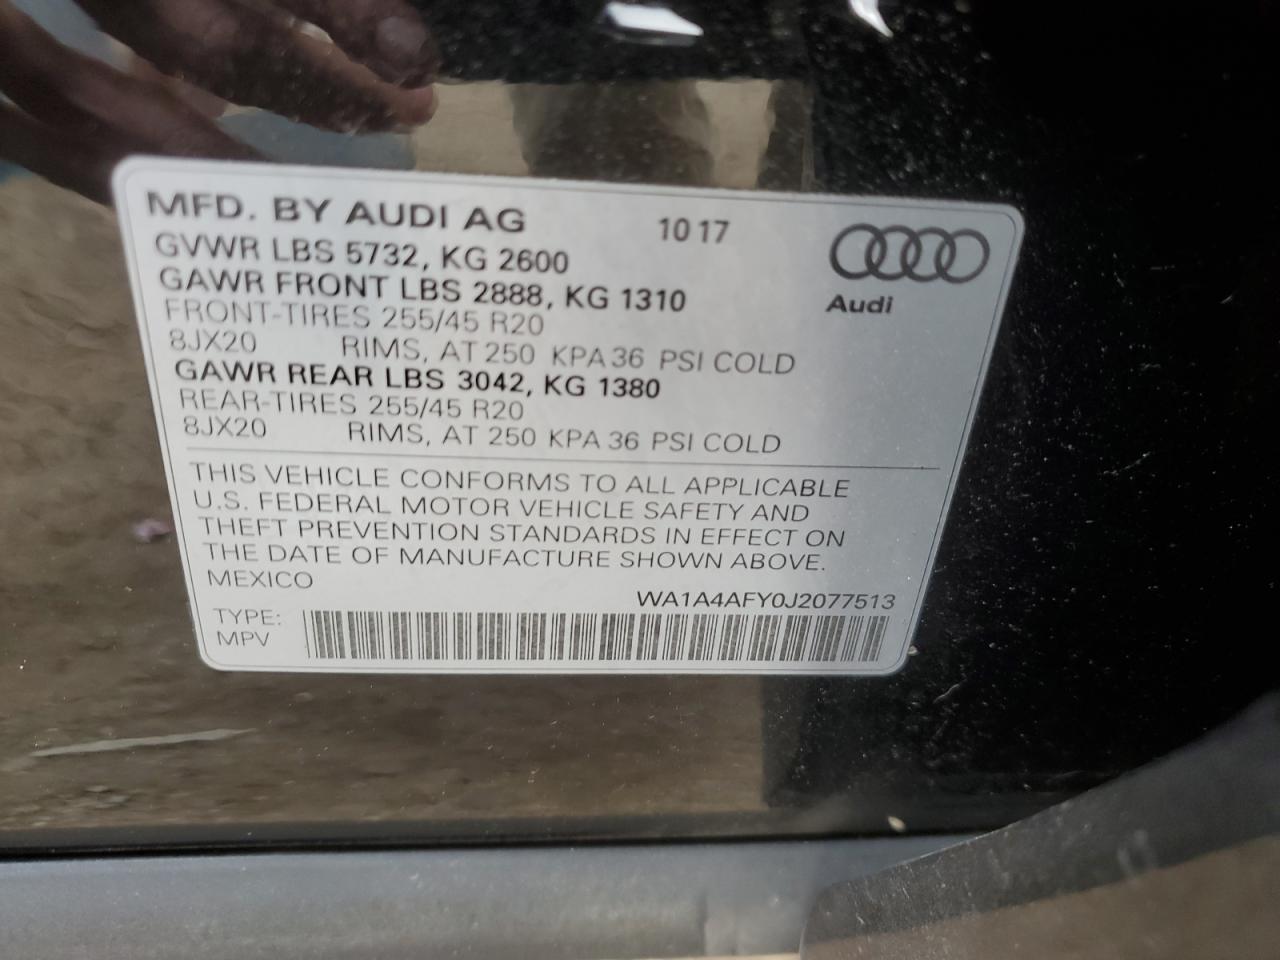 MFD. BY AUDI AG 10 17
GVWR LBS 5732, KG 2600
GAWR FRONT LBS 2888, KG 1310
Audi
FRONT-TIRES 255/45 R20
8JX20 RIMS, AT 250 KPA 36 PSI COLD
GAWR REAR LBS 3042, KG 1380
REAR-TIRES 255/45 R20
8JX20 RIMS, AT 250 KPA 36 PSI COLD
THIS VEHICLE CONFORMS TO ALL APPLICABLE
U.S. FEDERAL MOTOR VEHICLE SAFETY AND
THEFT PREVENTION STANDARDS IN EFFECT ON
THE DATE OF MANUFACTURE SHOWN ABOVE.
MEXICO
WA1A4AFY0J2077513
TYPE:
MPV